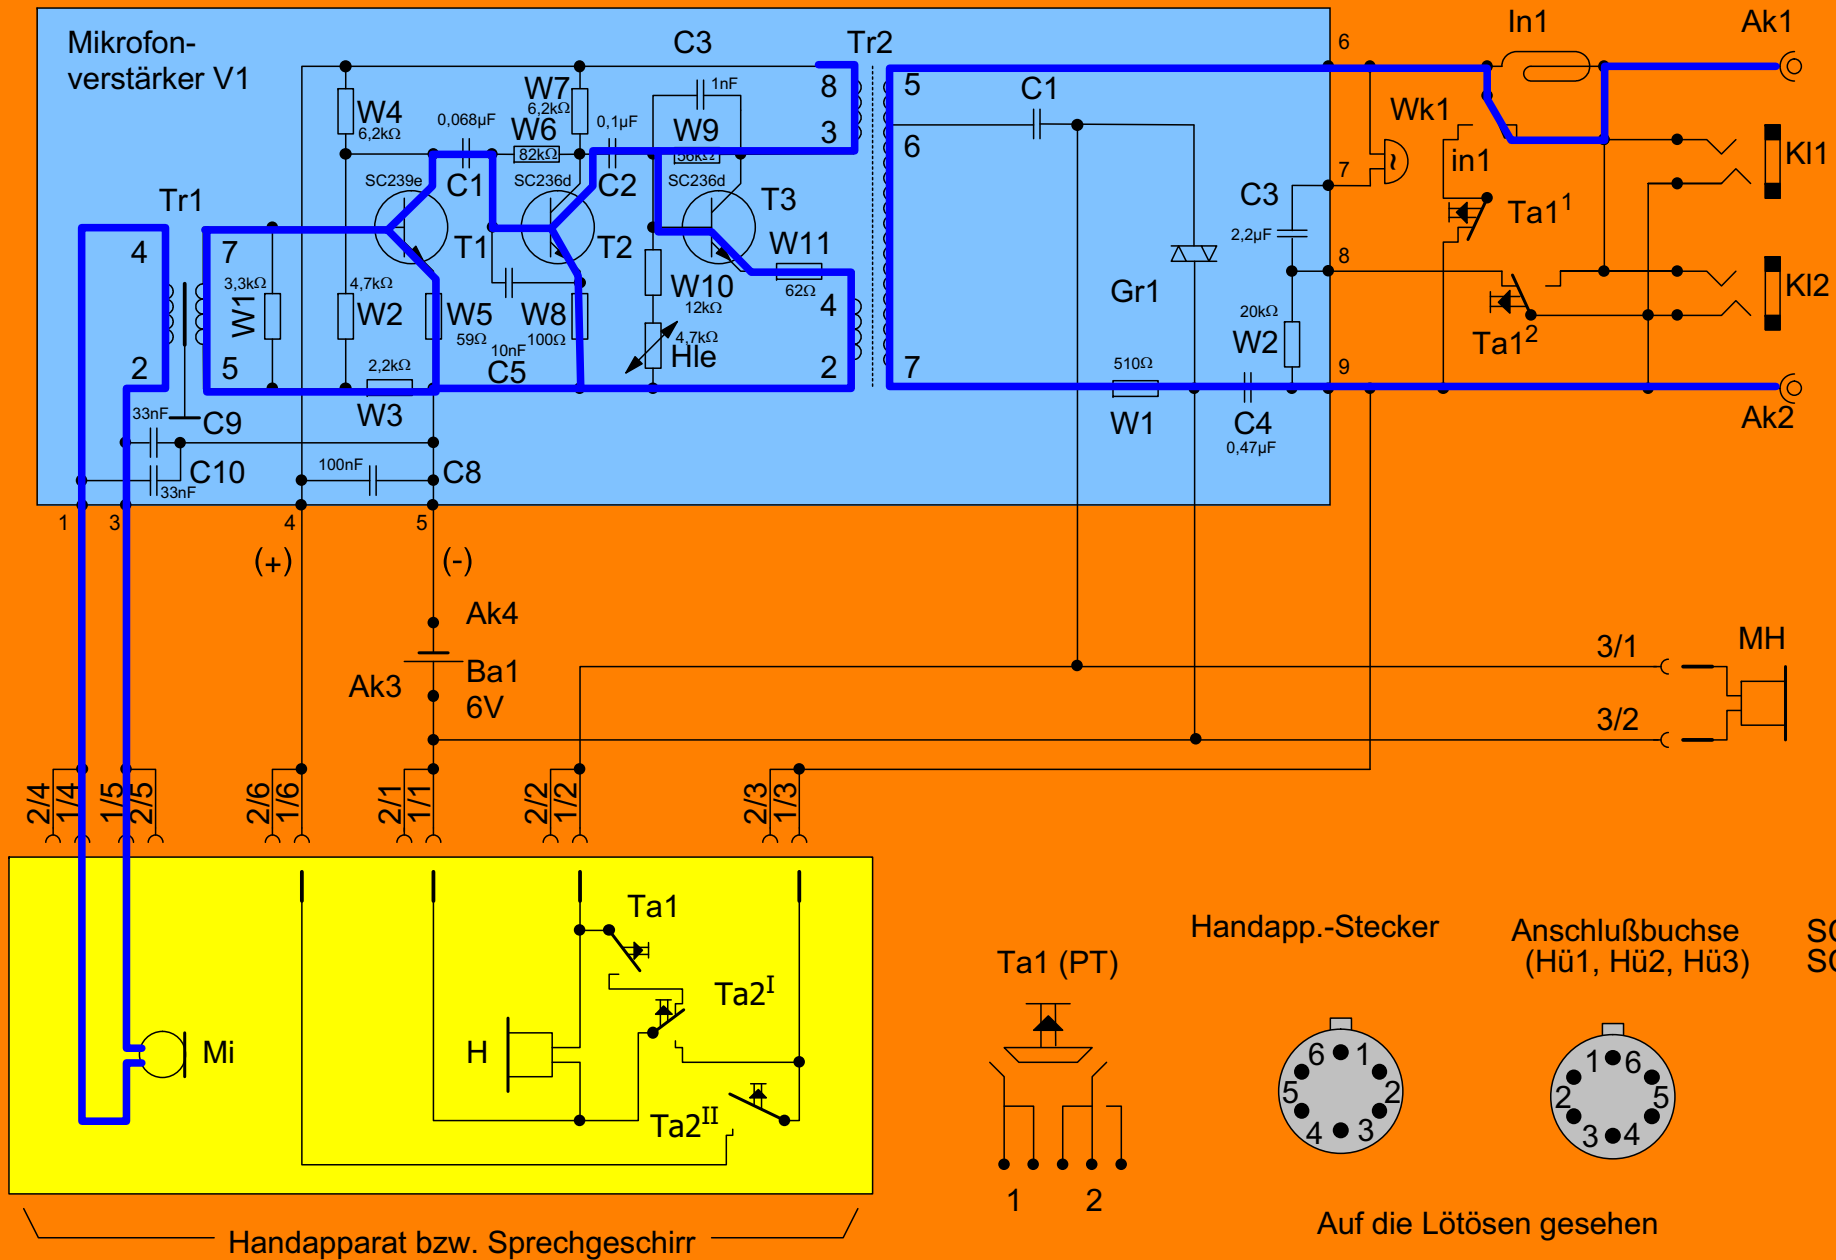 Mikrofon-
verstärker V1
C3
Tr2
6
In1
Ak1
W4
6,2kΩ
W7
6,2kΩ
1nF
8
5
C1
Wk1
0,068µF
W6
82kΩ
0,1µF
W9
56kΩ
3
6
in1
Kl1
SC239e
C1
SC236d
C2
SC236d
7
Tr1
T3
C3
Ta1¹
4
7
T1
T2
W11
62Ω
2,2µF
8
3,3kΩ
W1
4,7kΩ
W2
W5
59Ω
W8
100Ω
10nF
C5
W10
12kΩ
4,7kΩ
Hle
4
Gr1
20kΩ
W2
Kl2
Ta1²
2
5
2,2kΩ
W3
2
7
510Ω
W1
C4
0,47µF
9
Ak2
33nF
C9
C10
33nF
100nF
C8
1
3
4
5
(+)
(-)
Ak4
Ak3
Ba1
6V
3/1
MH
3/2
2/4
1/4
1/5
2/5
2/6
1/6
2/1
1/1
2/2
1/2
2/3
1/3
Ta1
Ta2ᴵ
Mi
H
Ta2ᴵᴵ
Ta1 (PT)
1
2
Handapp.-Stecker
6
1
5
2
4
3
Anschlußbuchse
(Hü1, Hü2, Hü3)
1
6
2
5
3
4
Auf die Lötösen gesehen
Handapparat bzw. Sprechgeschirr